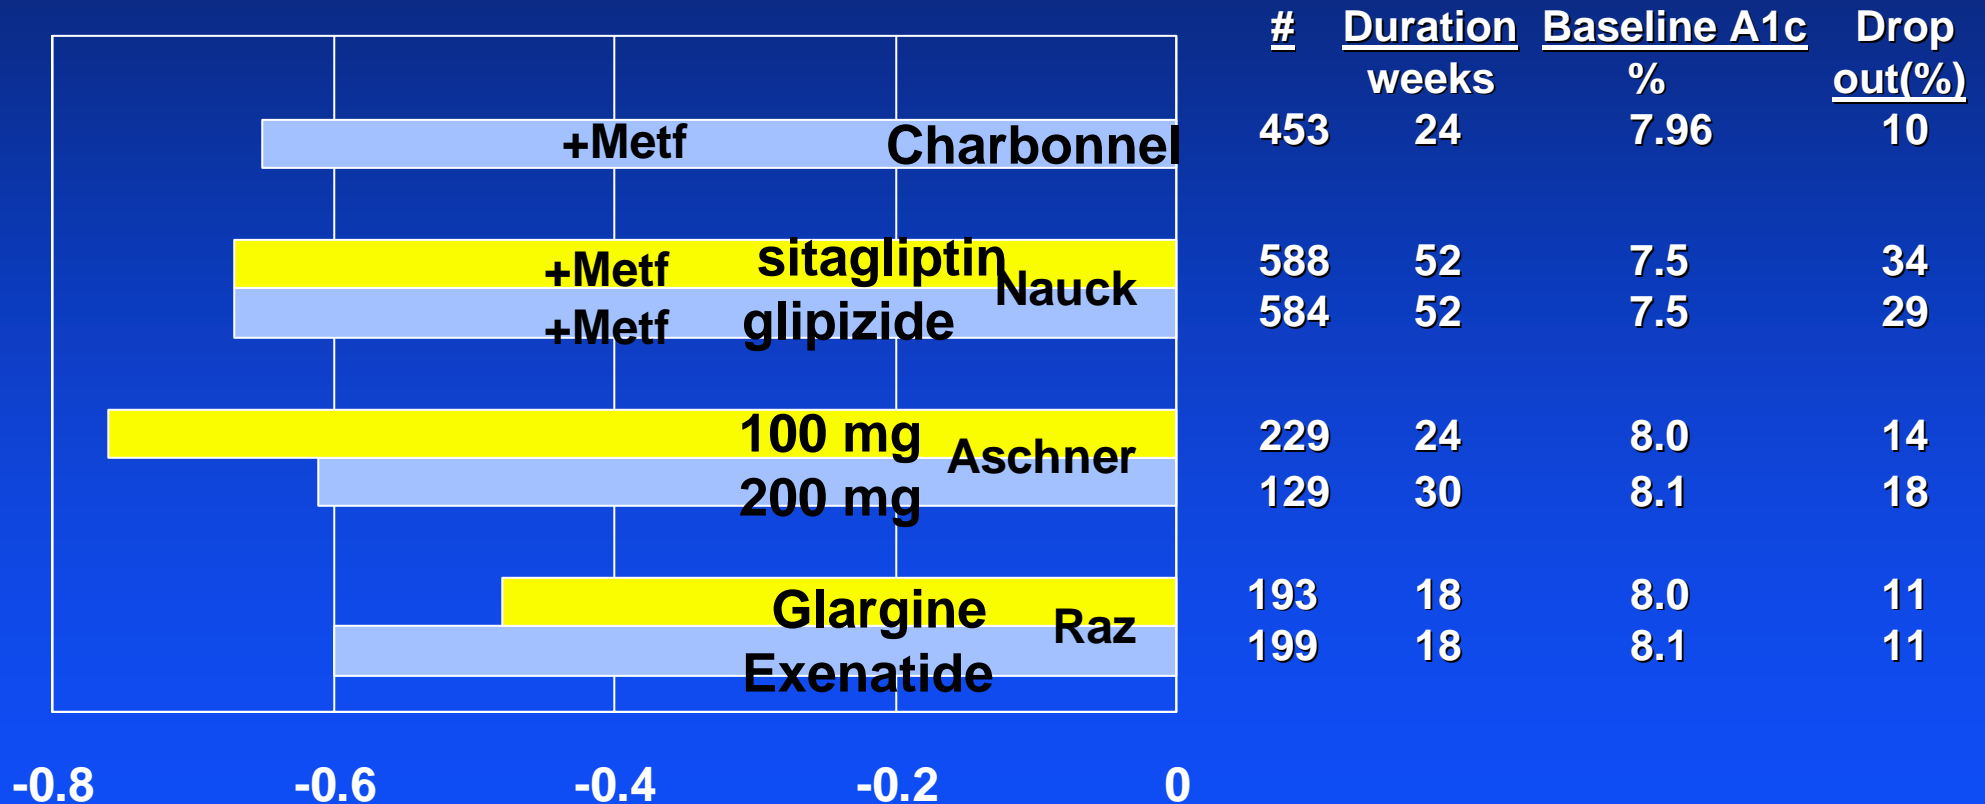 # Duration Baseline A1c Drop
weeks % out(%)
+Metf Charbonnel 453 24 7.96 10
+Metf sitagliptin 588 52 7.5 34
Nauck
+Metf glipizide 584 52 7.5 29
100 mg 229 24 8.0 14
Aschner
200 mg 129 30 8.1 18
Glargine 193 18 8.0 11
Raz
Exenatide 199 18 8.1 11
-0.8 -0.6 -0.4 -0.2 0